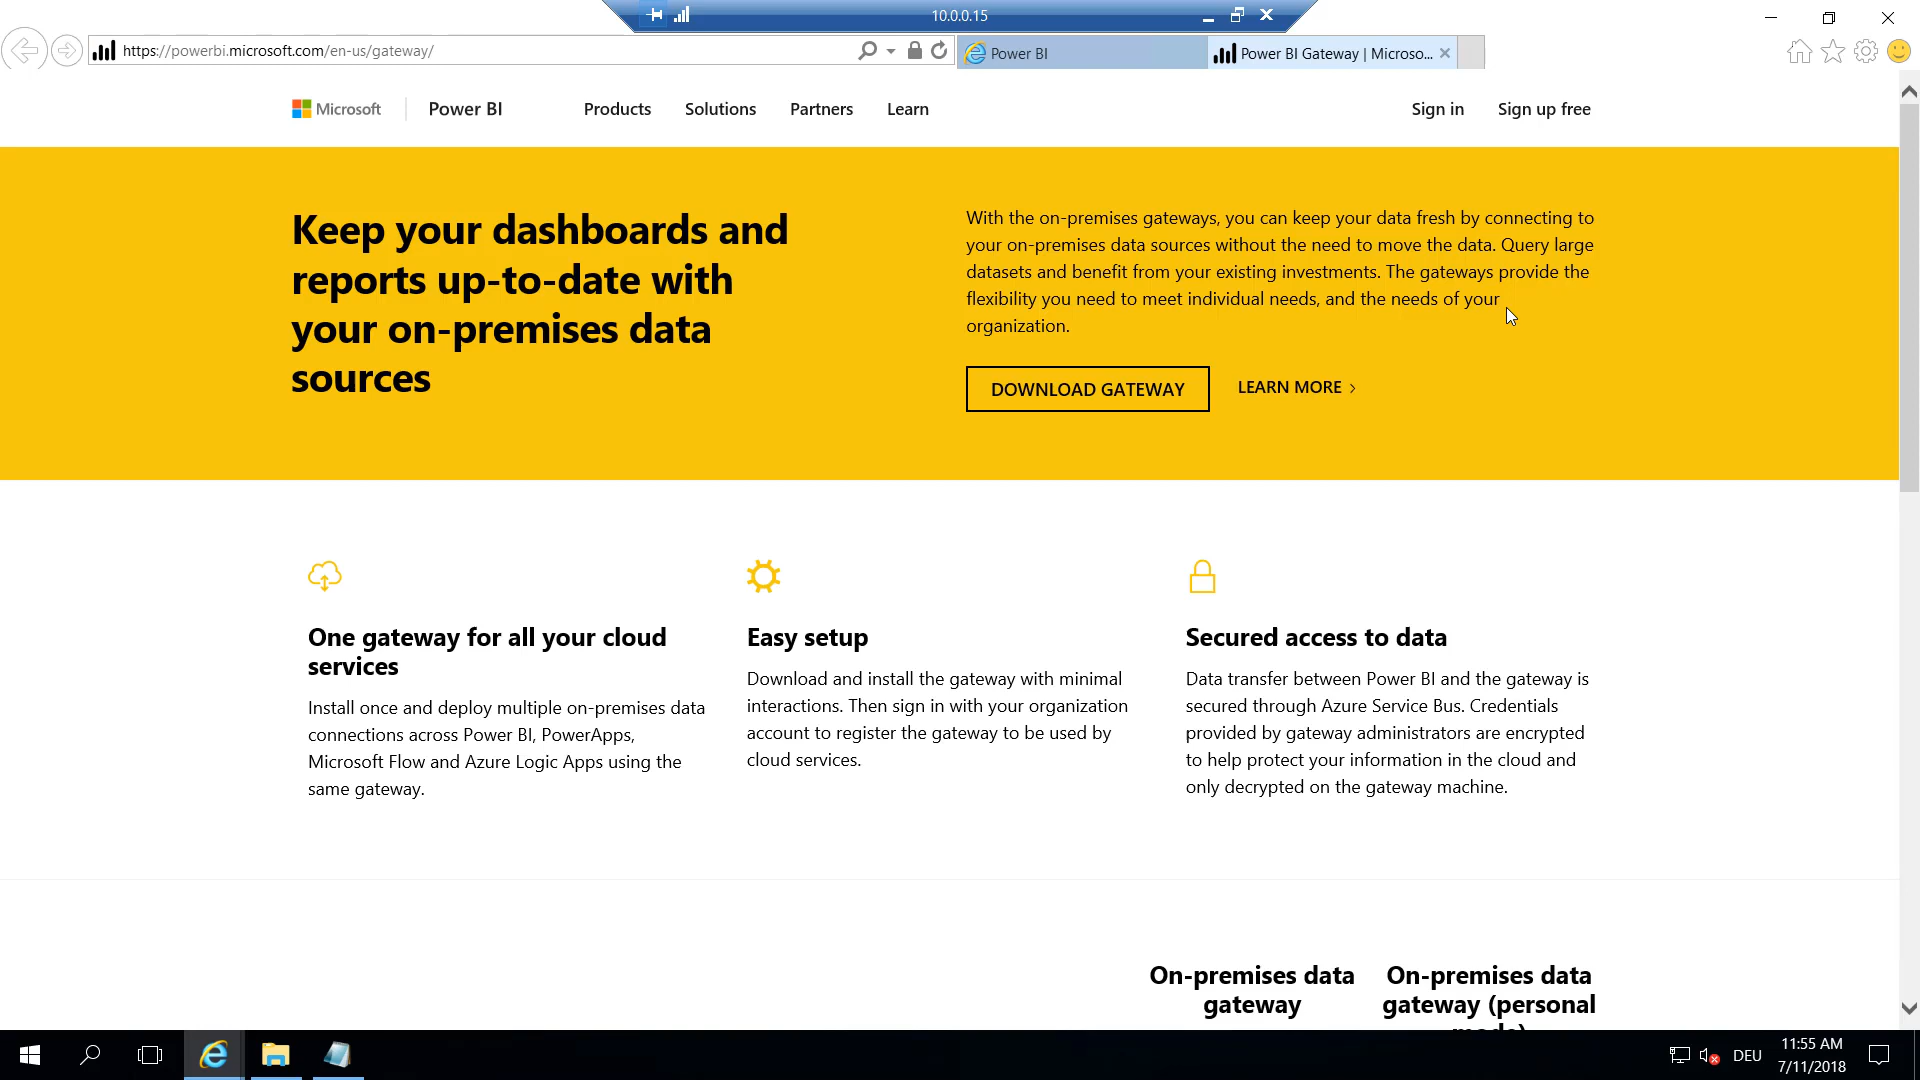 10.0.0.15
https://powerbi.microsoft.com/en-us/gateway/
Power BI
Power BI Gateway | Microso...
Microsoft
Power BI
Products
Solutions
Partners
Learn
Sign in
Sign up free
Keep your dashboards and
reports up-to-date with
your on-premises data
sources
With the on-premises gateways, you can keep your data fresh by connecting to
your on-premises data sources without the need to move the data. Query large
datasets and benefit from your existing investments. The gateways provide the
flexibility you need to meet individual needs, and the needs of your
organization.
DOWNLOAD GATEWAY
LEARN MORE >
One gateway for all your cloud
services
Install once and deploy multiple on-premises data
connections across Power BI, PowerApps,
Microsoft Flow and Azure Logic Apps using the
same gateway.
Easy setup
Download and install the gateway with minimal
interactions. Then sign in with your organization
account to register the gateway to be used by
cloud services.
Secured access to data
Data transfer between Power BI and the gateway is
secured through Azure Service Bus. Credentials
provided by gateway administrators are encrypted
to help protect your information in the cloud and
only decrypted on the gateway machine.
On-premises data
gateway
On-premises data
gateway (personal
mode)
DEU
11:55 AM
7/11/2018